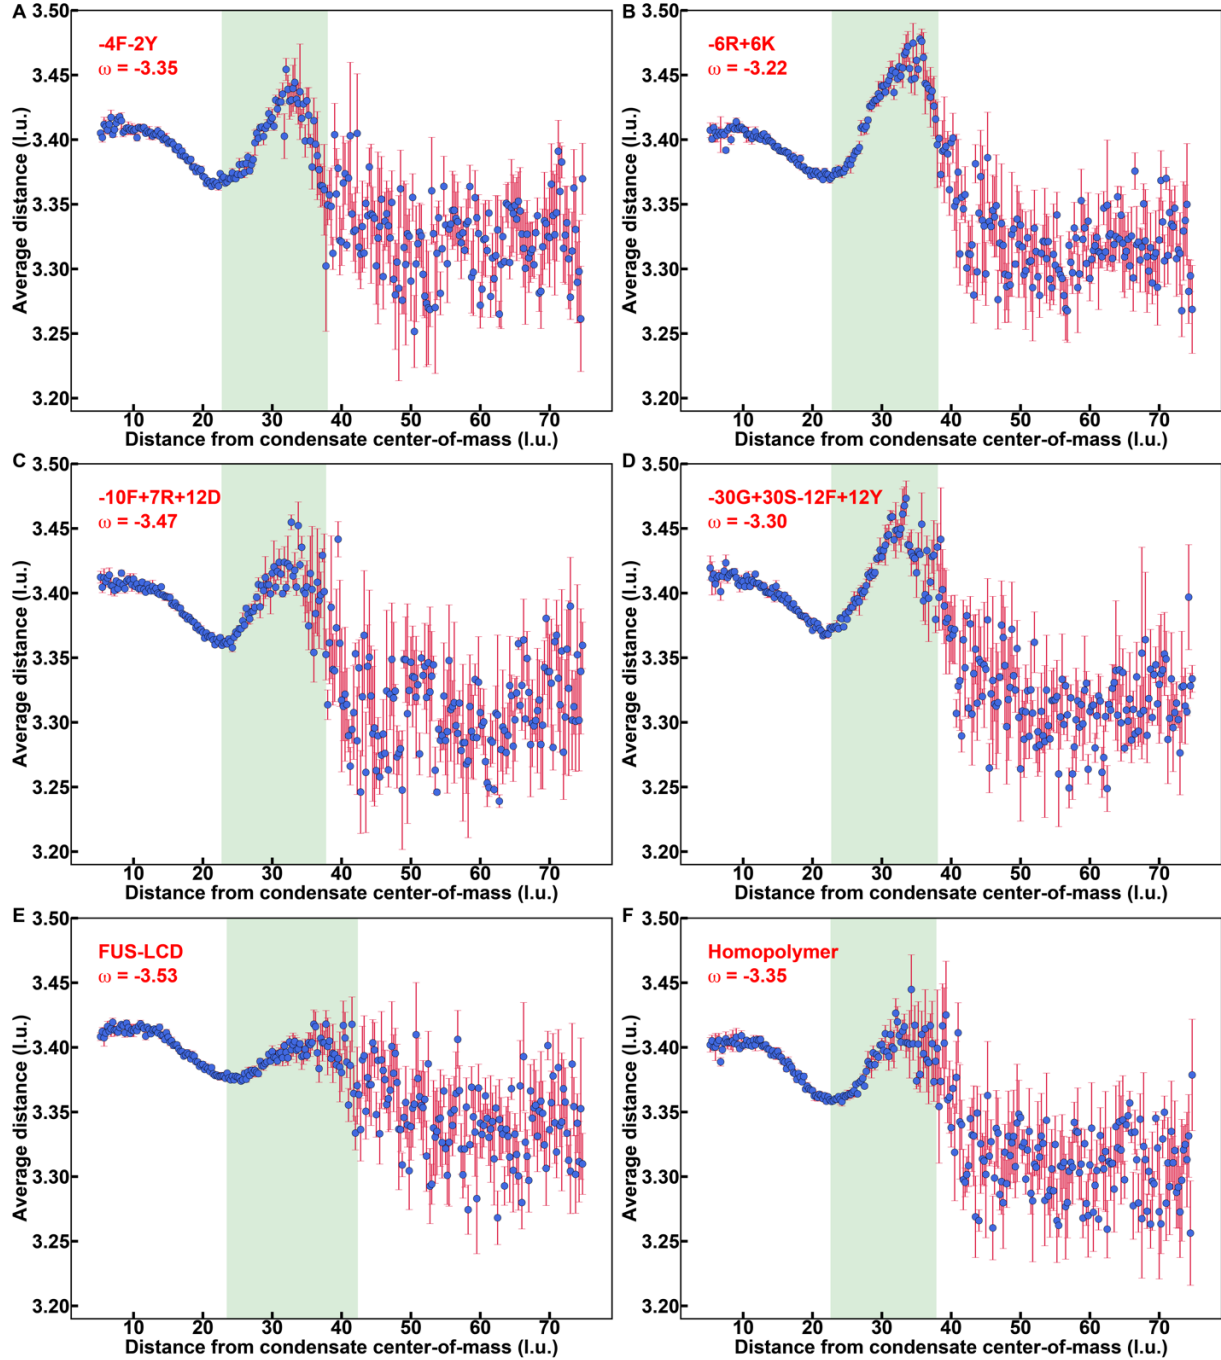 A
-4F-2Y
ω = -3.35
Average distance (l.u.)
3.50
3.45
3.40
3.35
3.30
3.25
3.20
10 20 30 40 50 60 70
Distance from condensate center-of-mass (l.u.)
B
-6R+6K
ω = -3.22
Average distance (l.u.)
3.50
3.45
3.40
3.35
3.30
3.25
3.20
10 20 30 40 50 60 70
Distance from condensate center-of-mass (l.u.)
C
-10F+7R+12D
ω = -3.47
Average distance (l.u.)
3.50
3.45
3.40
3.35
3.30
3.25
3.20
10 20 30 40 50 60 70
Distance from condensate center-of-mass (l.u.)
D
-30G+30S-12F+12Y
ω = -3.30
Average distance (l.u.)
3.50
3.45
3.40
3.35
3.30
3.25
3.20
10 20 30 40 50 60 70
Distance from condensate center-of-mass (l.u.)
E
FUS-LCD
ω = -3.53
Average distance (l.u.)
3.50
3.45
3.40
3.35
3.30
3.25
3.20
10 20 30 40 50 60 70
Distance from condensate center-of-mass (l.u.)
F
Homopolymer
ω = -3.35
Average distance (l.u.)
3.50
3.45
3.40
3.35
3.30
3.25
3.20
10 20 30 40 50 60 70
Distance from condensate center-of-mass (l.u.)